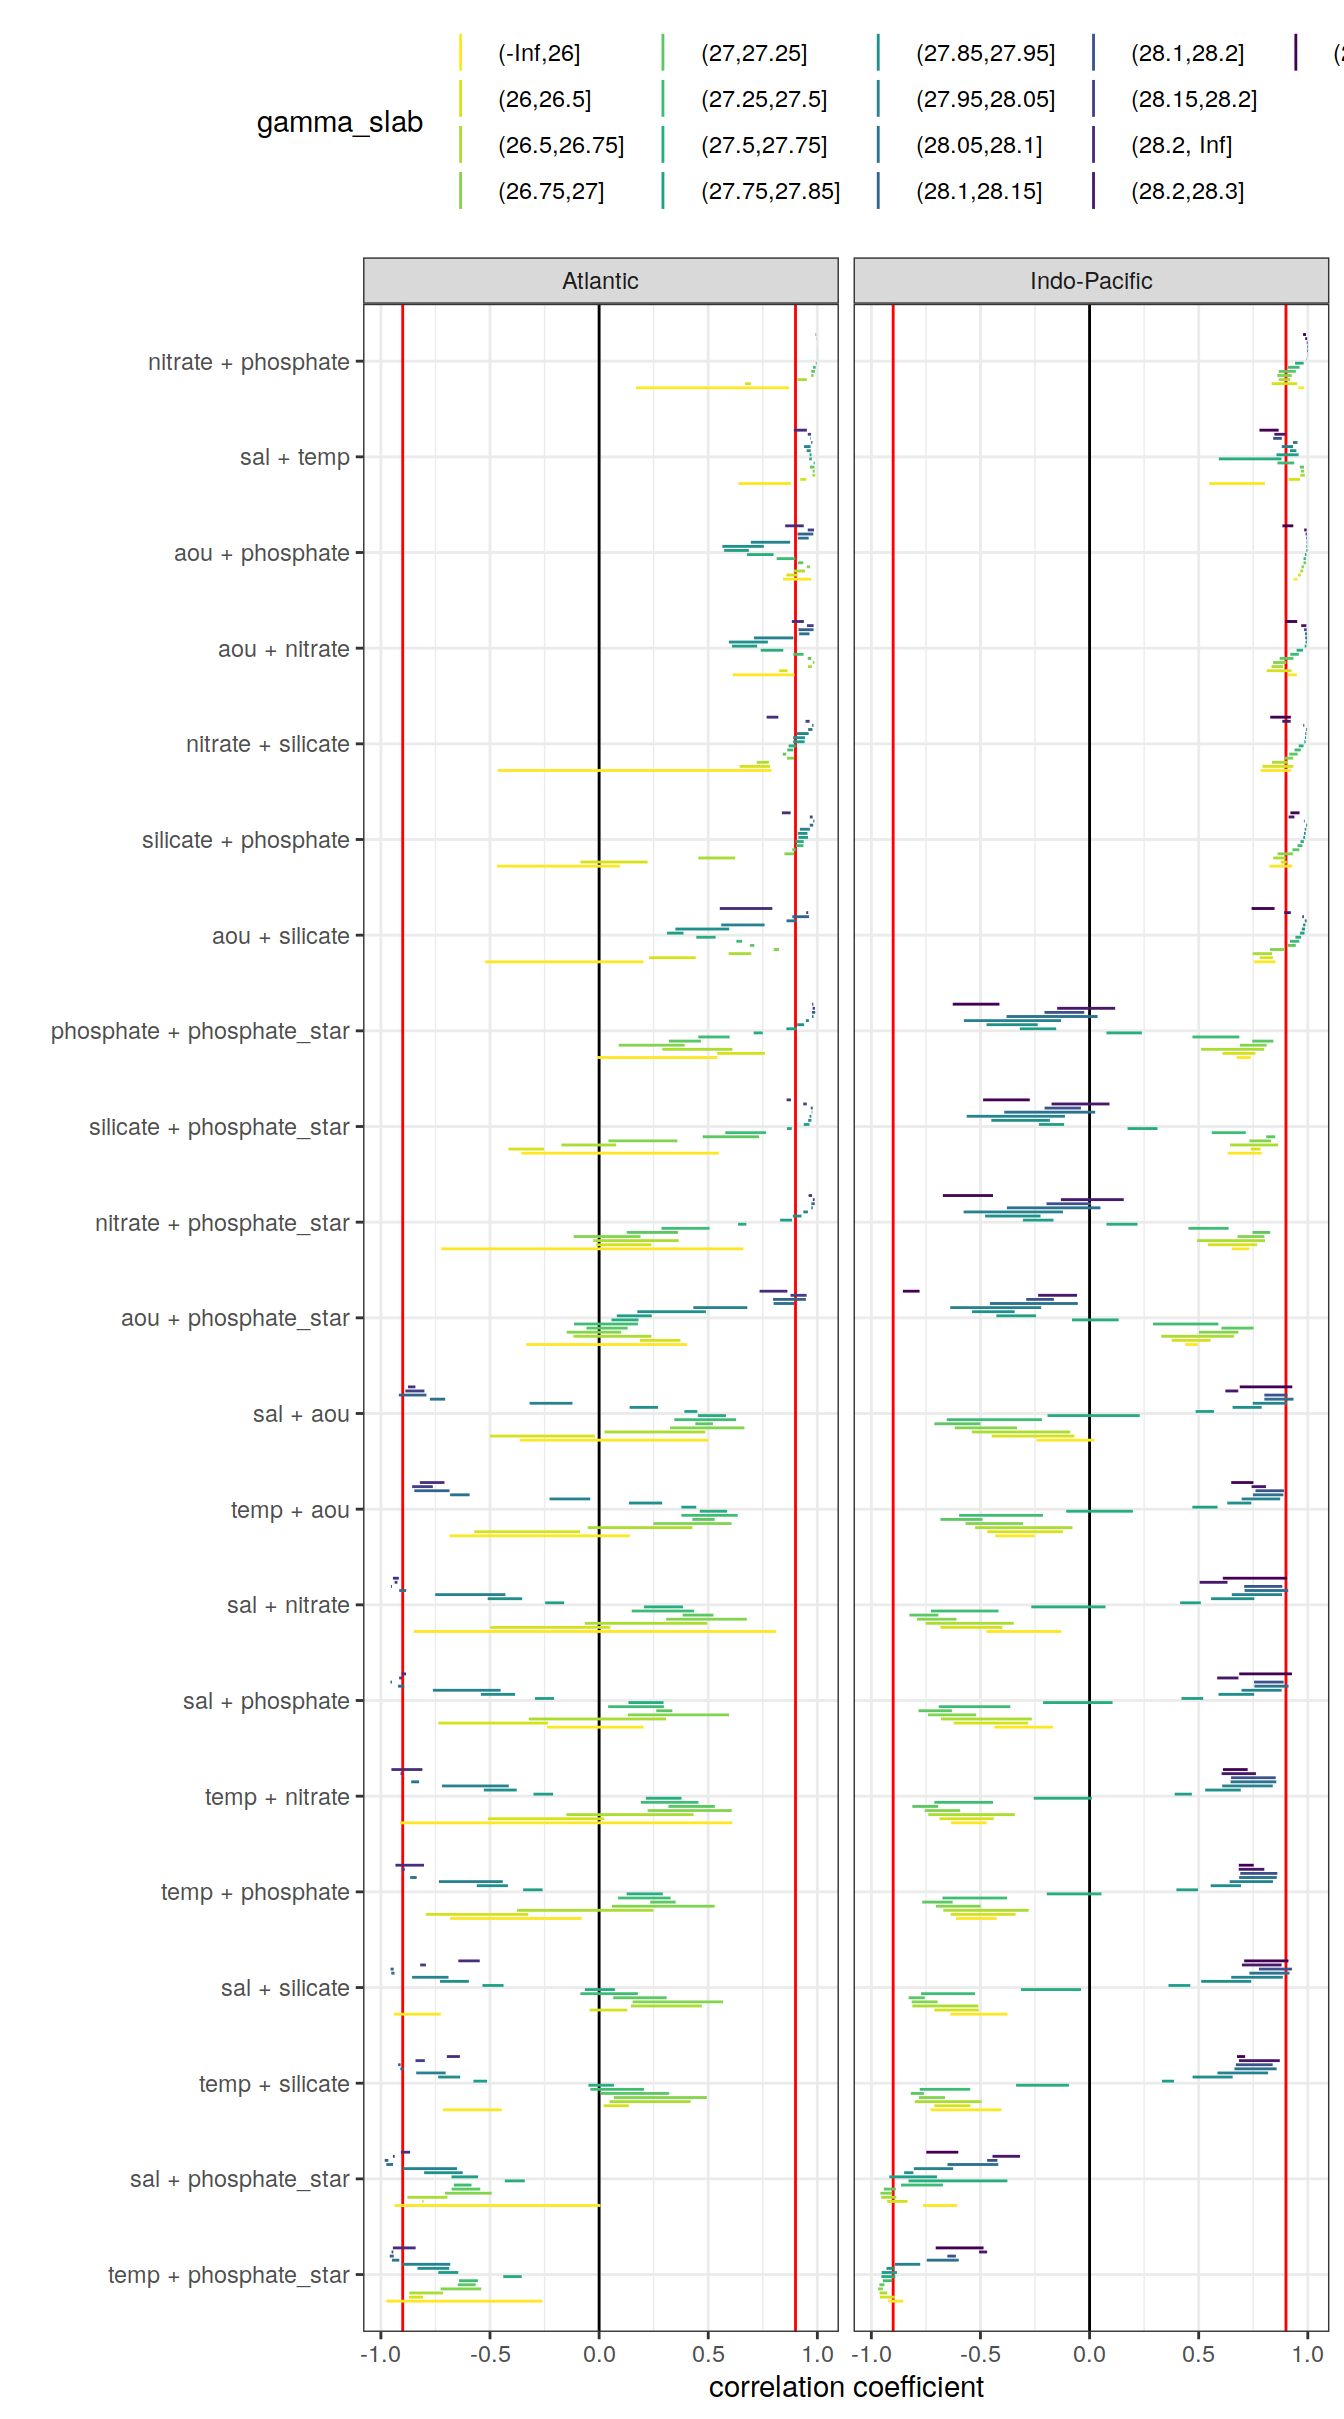 gamma_slab
(-Inf,26]
(26,26.5]
(26.5,26.75]
(26.75,27]
(27,27.25]
(27.25,27.5]
(27.5,27.75]
(27.75,27.85]
(27.85,27.95]
(27.95,28.05]
(28.05,28.1]
(28.1,28.15]
(28.1,28.2]
(28.15,28.2]
(28.2, Inf]
(28.2,28.3]
Atlantic
Indo-Pacific
nitrate + phosphate
sal + temp
aou + phosphate
aou + nitrate
nitrate + silicate
silicate + phosphate
aou + silicate
phosphate + phosphate_star
silicate + phosphate_star
nitrate + phosphate_star
aou + phosphate_star
sal + aou
temp + aou
sal + nitrate
sal + phosphate
temp + nitrate
temp + phosphate
sal + silicate
temp + silicate
sal + phosphate_star
temp + phosphate_star
-1.0 -0.5 0.0 0.5 1.0
-1.0 -0.5 0.0 0.5 1.0
correlation coefficient